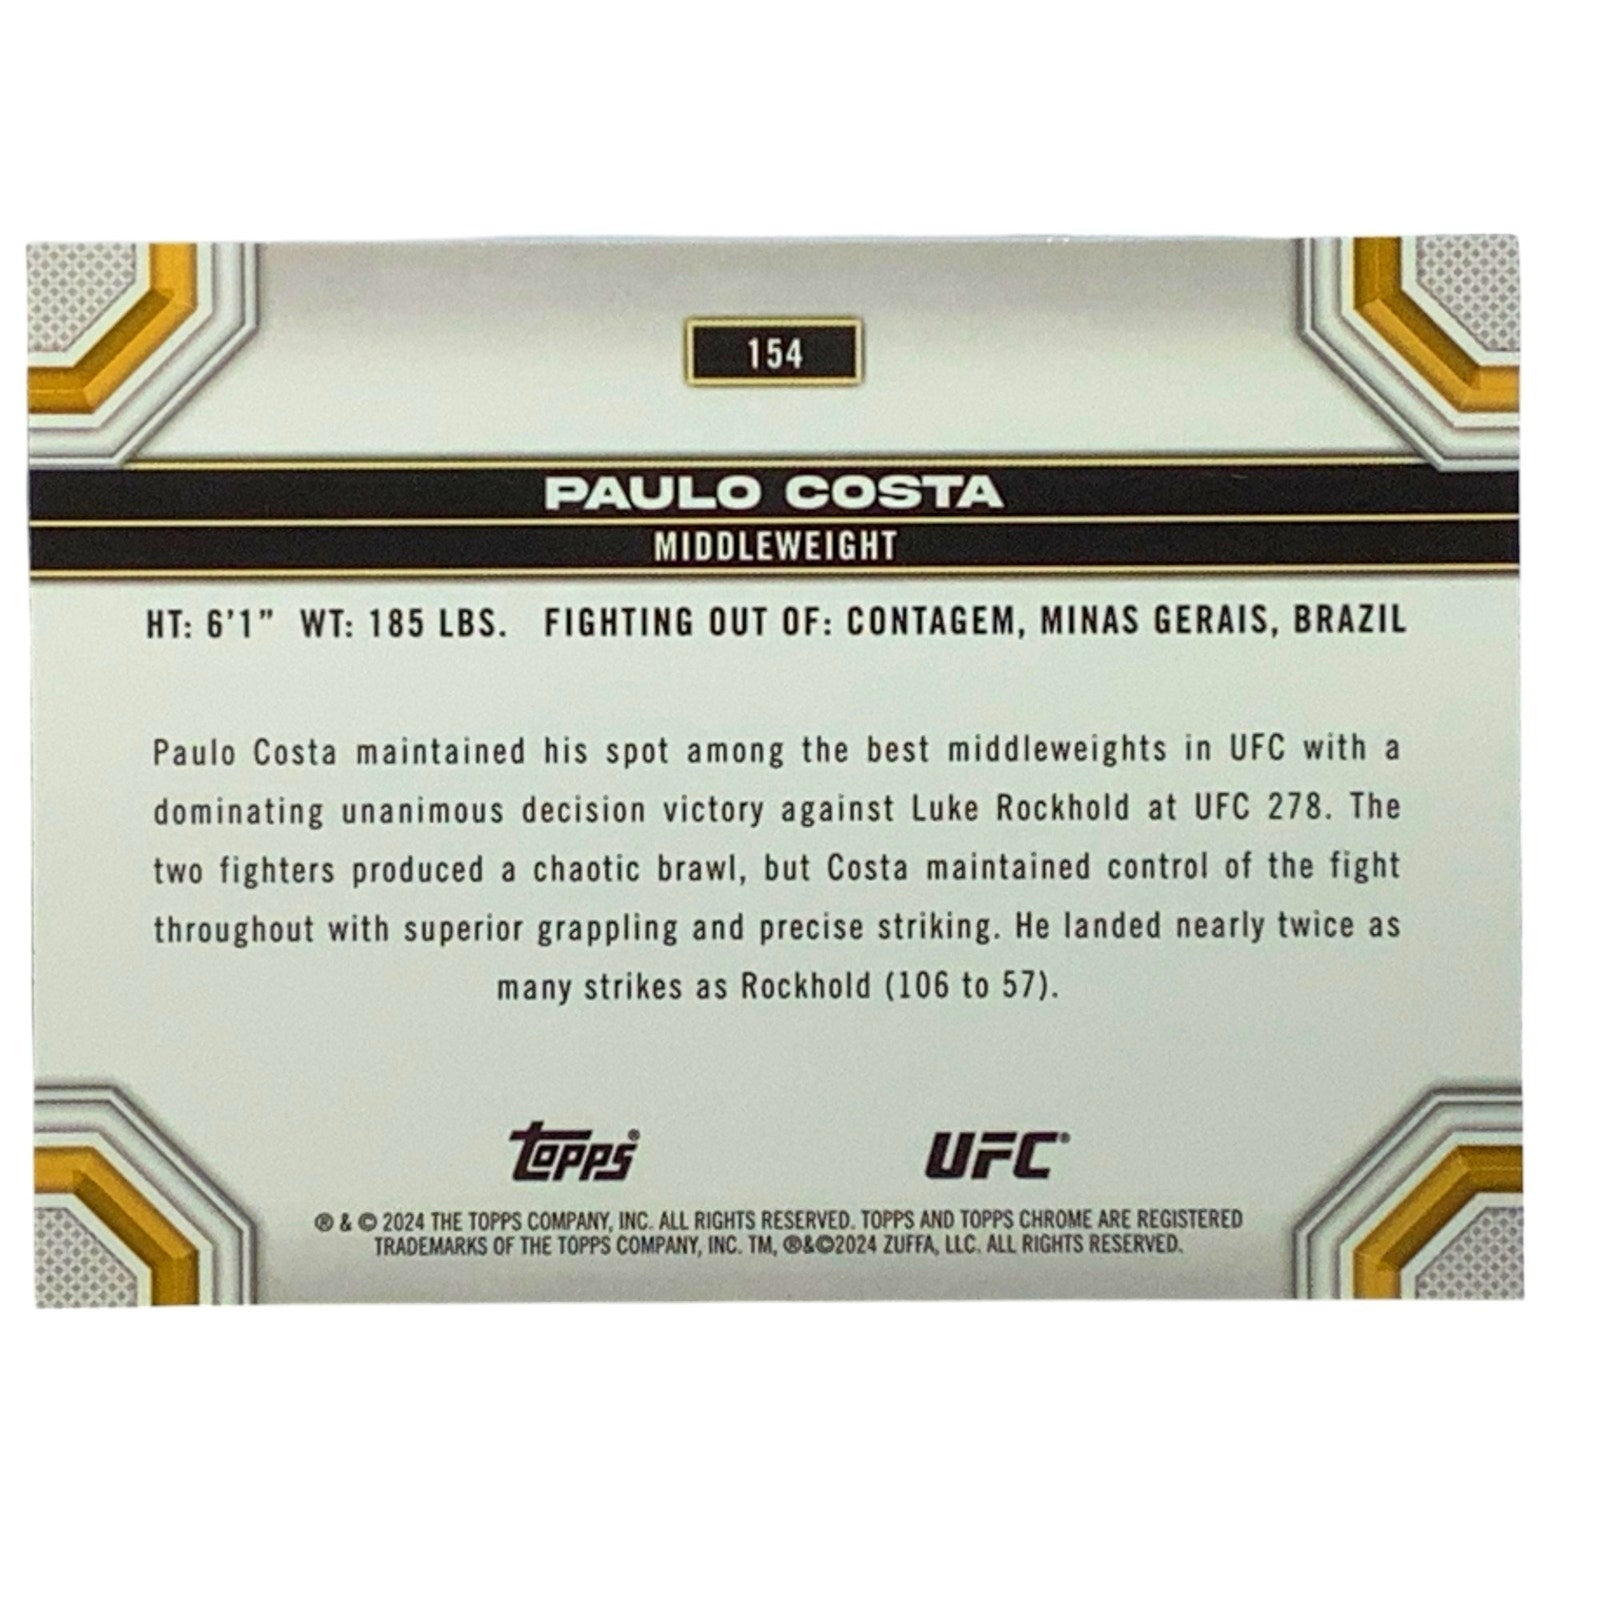 154
PAULO COSTA
MIDDLEWEIGHT
HT: 6'1" WT: 185 LBS. FIGHTING OUT OF: CONTAGEM, MINAS GERAIS, BRAZIL
Paulo Costa maintained his spot among the best middleweights in UFC with a
dominating unanimous decision victory against Luke Rockhold at UFC 278. The
two fighters produced a chaotic brawl, but Costa maintained control of the fight
throughout with superior grappling and precise striking. He landed nearly twice as
many strikes as Rockhold (106 to 57).
Topps® UFC®
® & © 2024 THE TOPPS COMPANY, INC. ALL RIGHTS RESERVED. TOPPS AND TOPPS CHROME ARE REGISTERED
TRADEMARKS OF THE TOPPS COMPANY, INC. TM, ®&©2024 ZUFFA, LLC. ALL RIGHTS RESERVED.